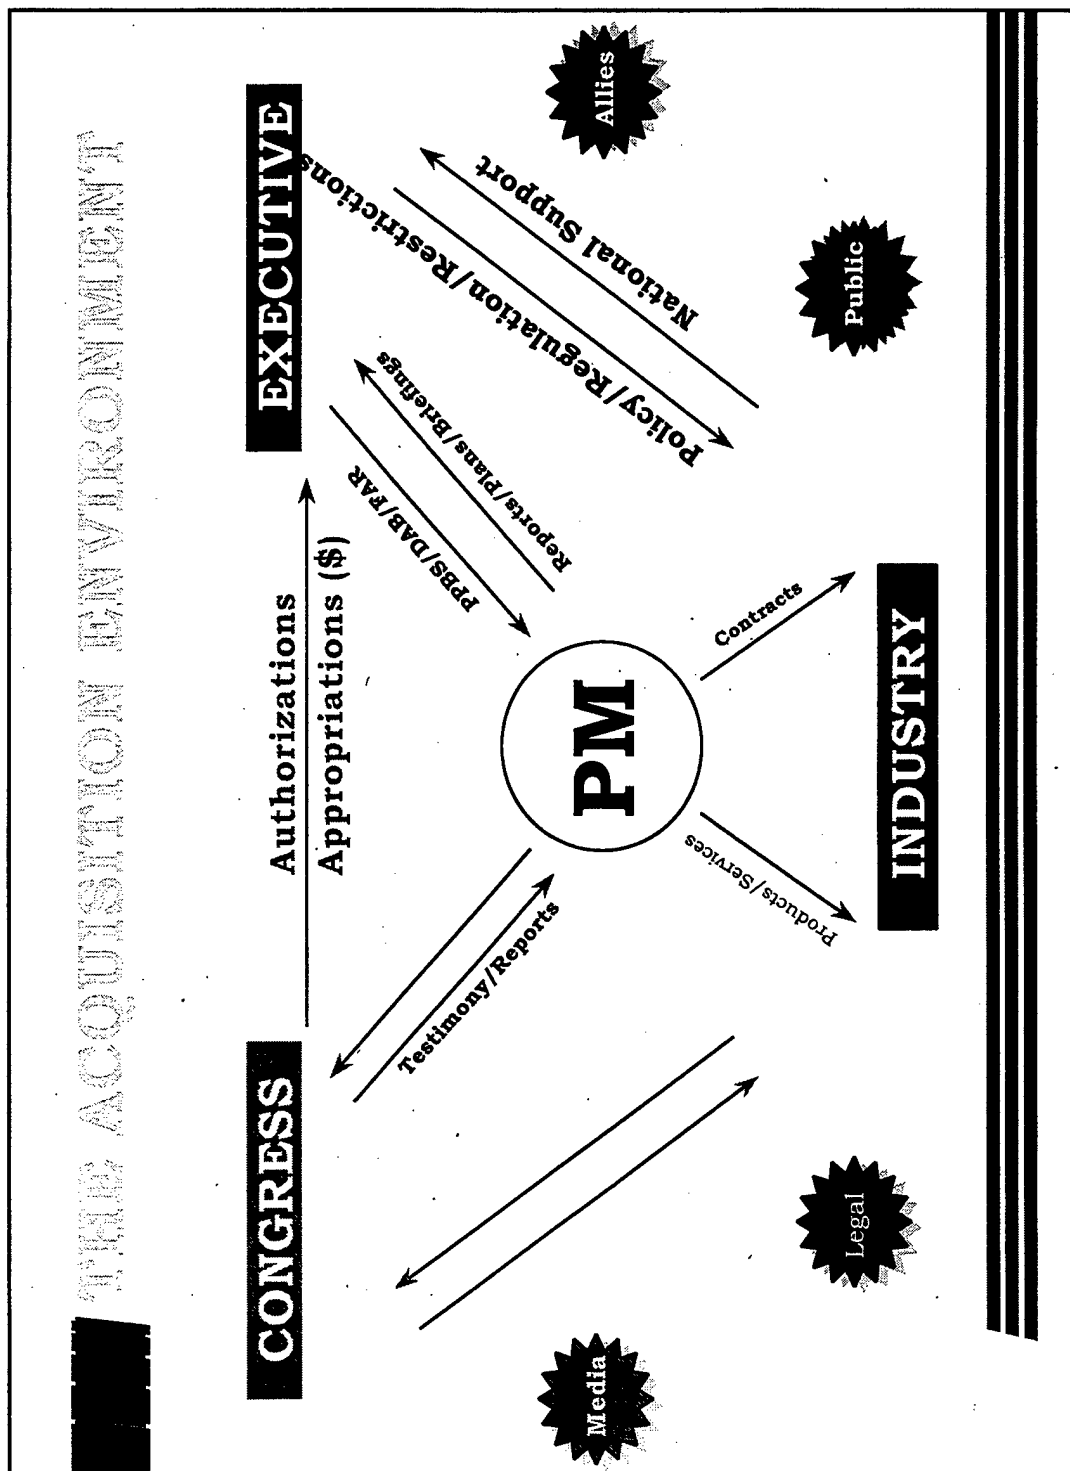 THE ACQUISITION ENVIRONMENT
CONGRESS
Authorizations
Appropriations ($)
EXECUTIVE
Testimony/Reports
PPBS/DAB/FAR
Reports/Plans/Briefings
Policy/Regulation/Restrictions
National Support
PM
Media
Allies
Products/Services
Contracts
Legal
INDUSTRY
Public